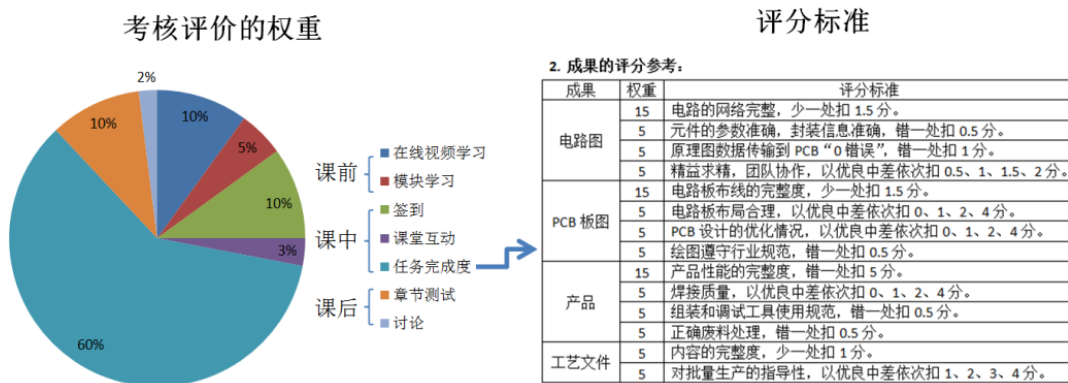 考核评价的权重
2%
10%
10%
5%
10%
3%
60%
课前
在线视频学习
模块学习
课中
签到
课堂互动
任务完成度
课后
章节测试
讨论
评分标准
2. 成果的评分参考:
成果 权重 评分标准
电路图
15 电路的网络完整，少一处扣 1.5 分。
5 元件的参数准确，封装信息准确，错一处扣 0.5 分。
5 原理图数据传输到 PCB“0 错误”，错一处扣 1 分。
5 精益求精，团队协作，以优良中差依次扣 0.5、1、1.5、2 分。
PCB 板图
15 电路板布线的完整度，少一处扣 1.5 分。
5 电路板布局合理，以优良中差依次扣 0、1、2、4 分。
5 PCB 设计的优化情况，以优良中差依次扣 0、1、2、4 分。
5 绘图遵守行业规范，错一处扣 0.5 分。
产品
15 产品性能的完整度，错一处扣 5 分。
5 焊接质量，以优良中差依次扣 0、1、2、4 分。
5 组装和调试工具使用规范，错一处扣 0.5 分。
5 正确废料处理，错一处扣 0.5 分。
工艺文件
5 内容的完整度，少一处扣 1 分。
5 对批量生产的指导性，以优良中差依次扣 1、2、3、4 分。